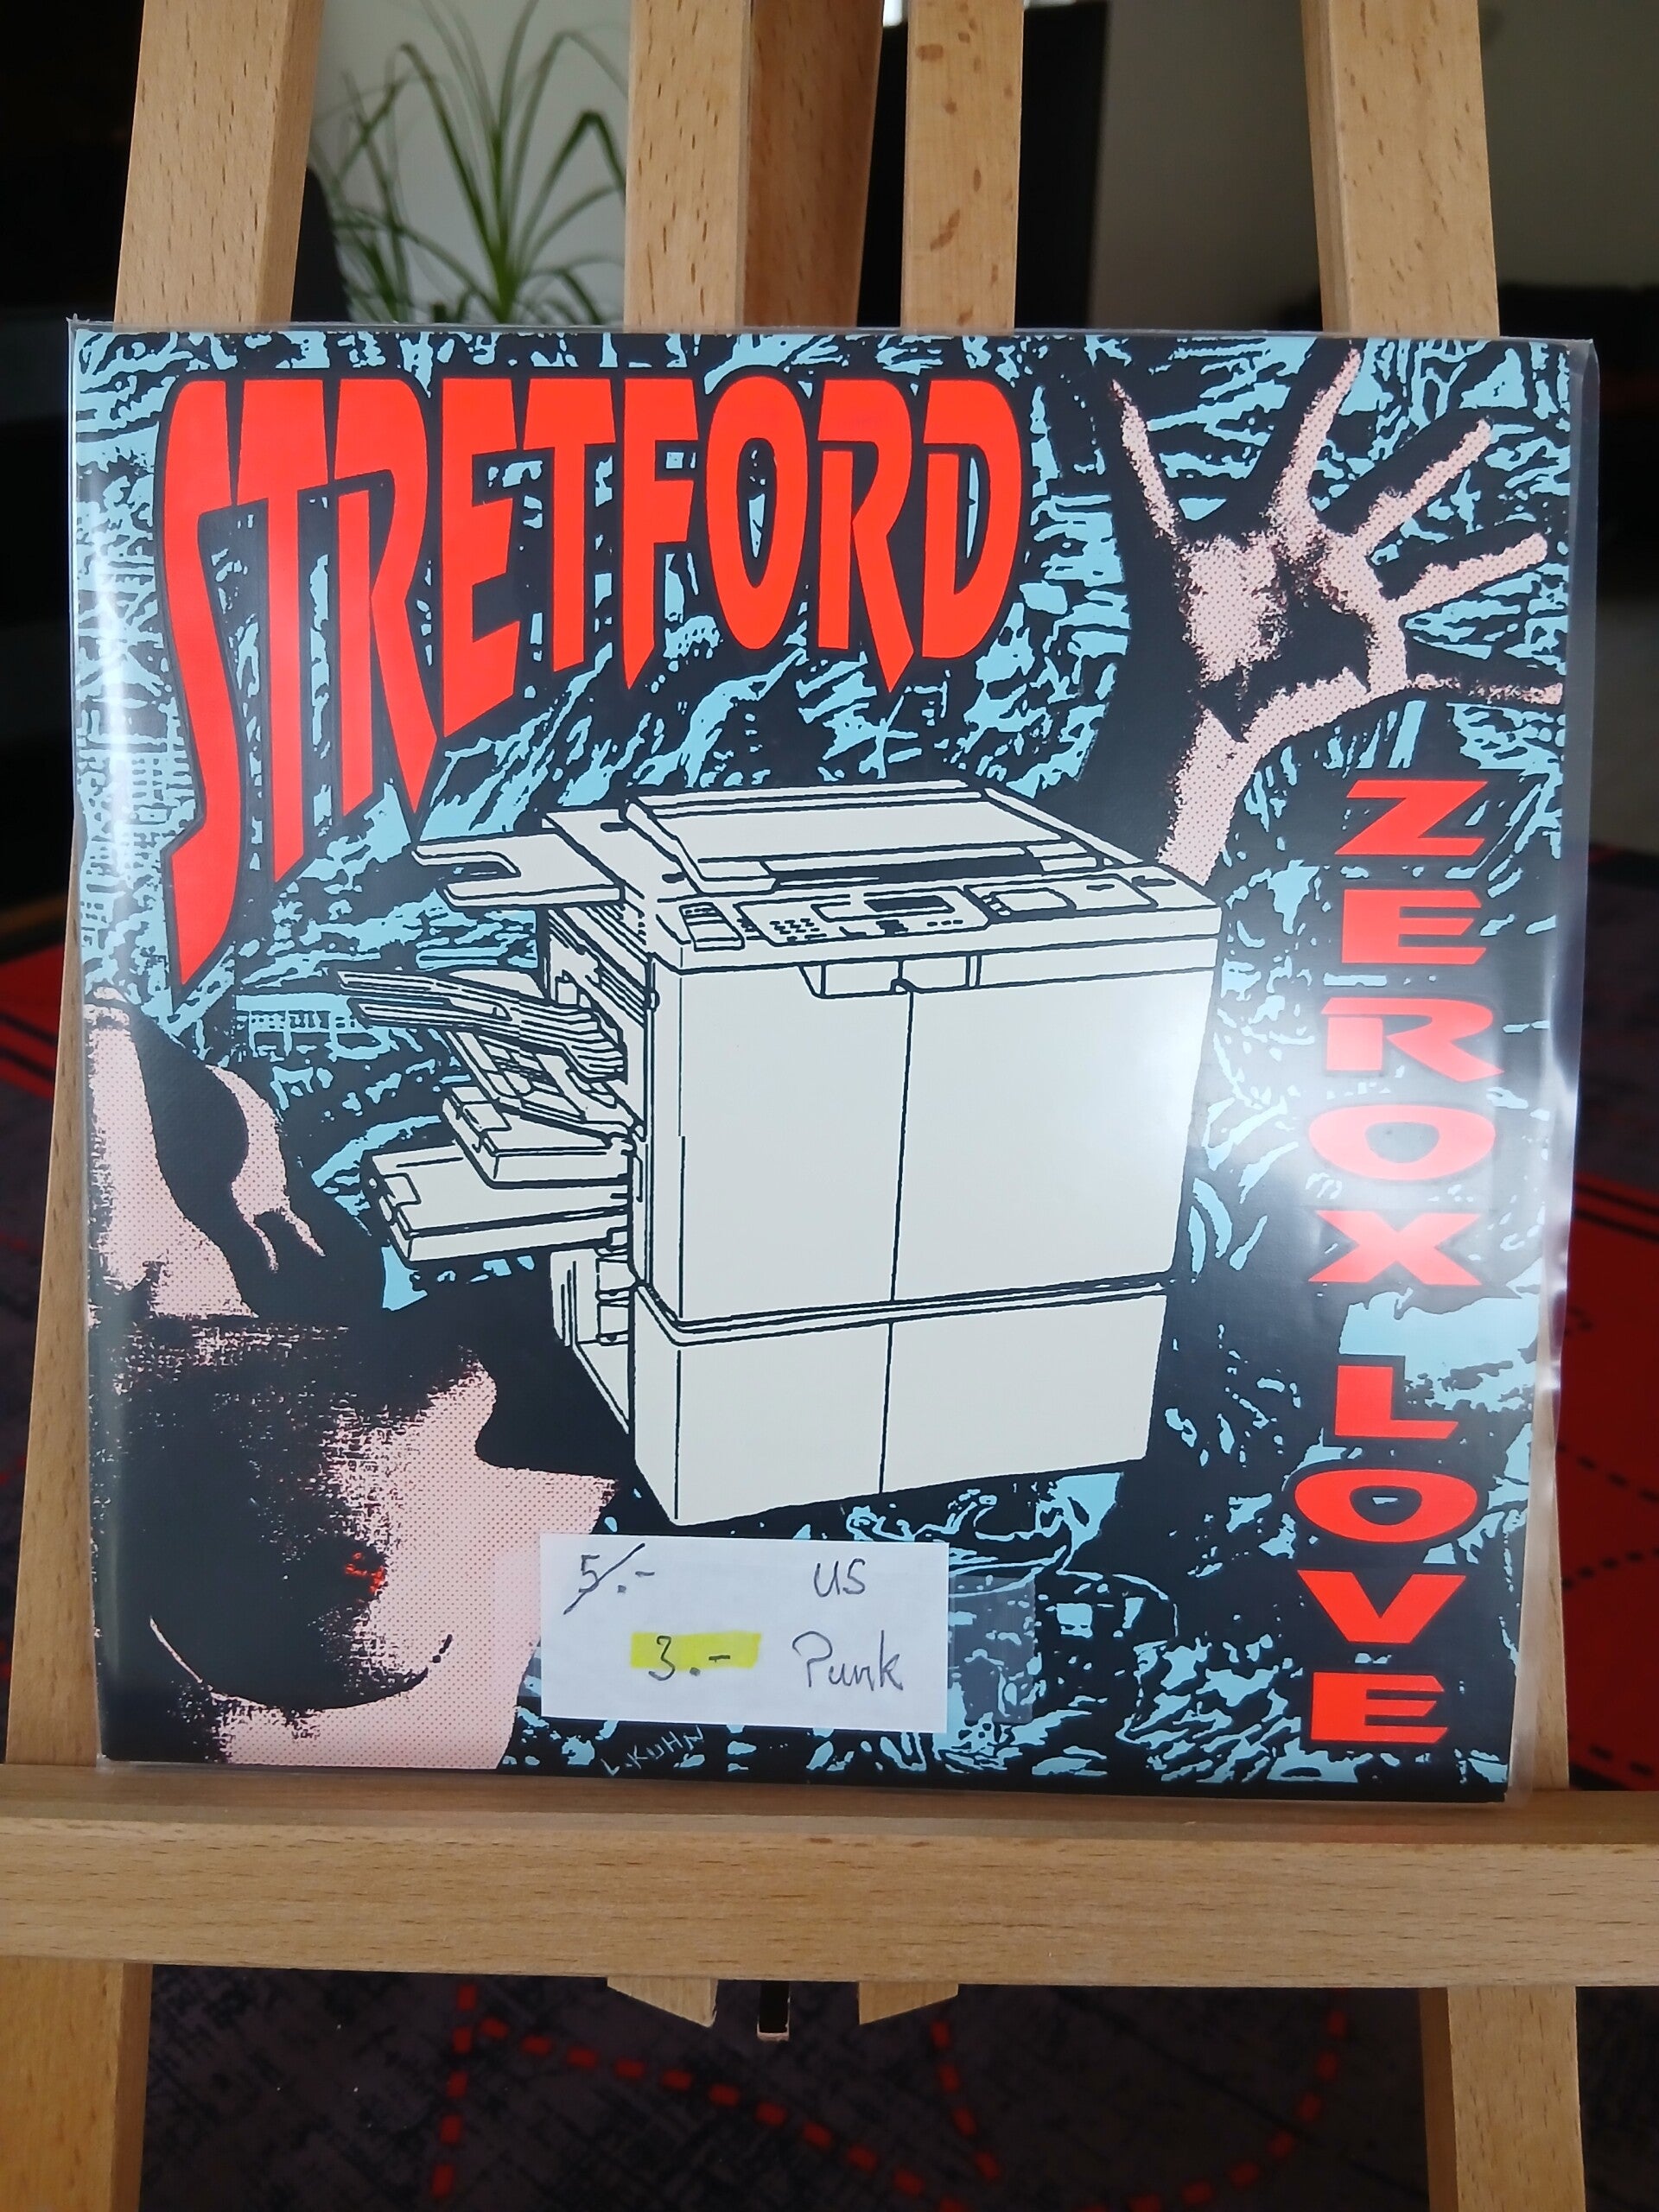 STRETFORD
ZEROX LOVE
5.- US
3.- Punk
L. KUHN